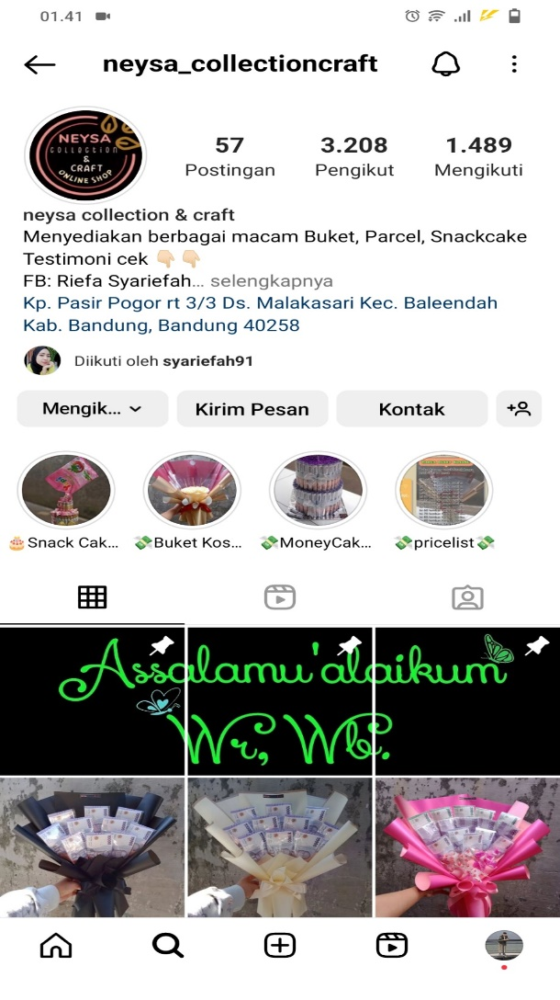 01.41
neysa_collectioncraft
NEYSA
COLLECTION
&
CRAFT
ONLINE SHOP
57
3.208
1.489
Postingan
Pengikut
Mengikuti
neysa collection & craft
Menyediakan berbagai macam Buket, Parcel, Snackcake
Testimoni cek 👇🏻 👇🏻
FB: Riefa Syariefah... selengkapnya
Kp. Pasir Pogor rt 3/3 Ds. Malakasari Kec. Baleendah
Kab. Bandung, Bandung 40258
Diikuti oleh syariefah91
Mengik...
Kirim Pesan
Kontak
🎂Snack Cak...
💸Buket Kos...
💸MoneyCak...
💸pricelist💸
Assalamu'alaikum
Wr, Wb.